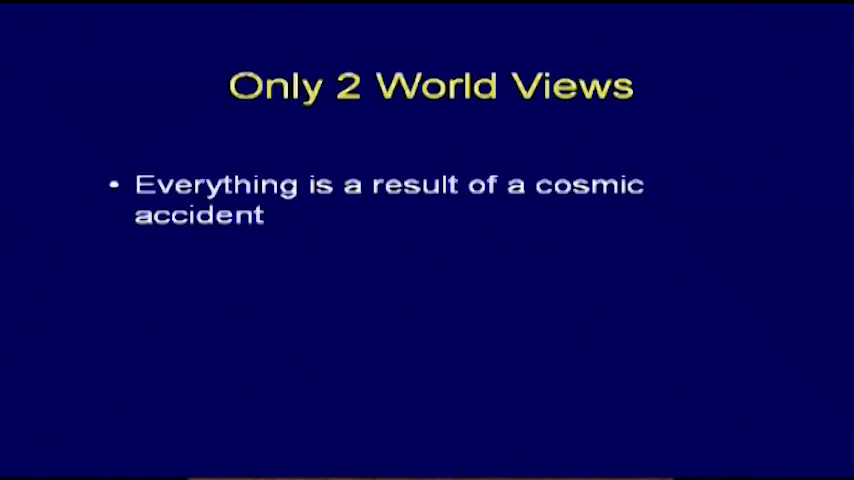 Only 2 World Views
• Everything is a result of a cosmic
accident